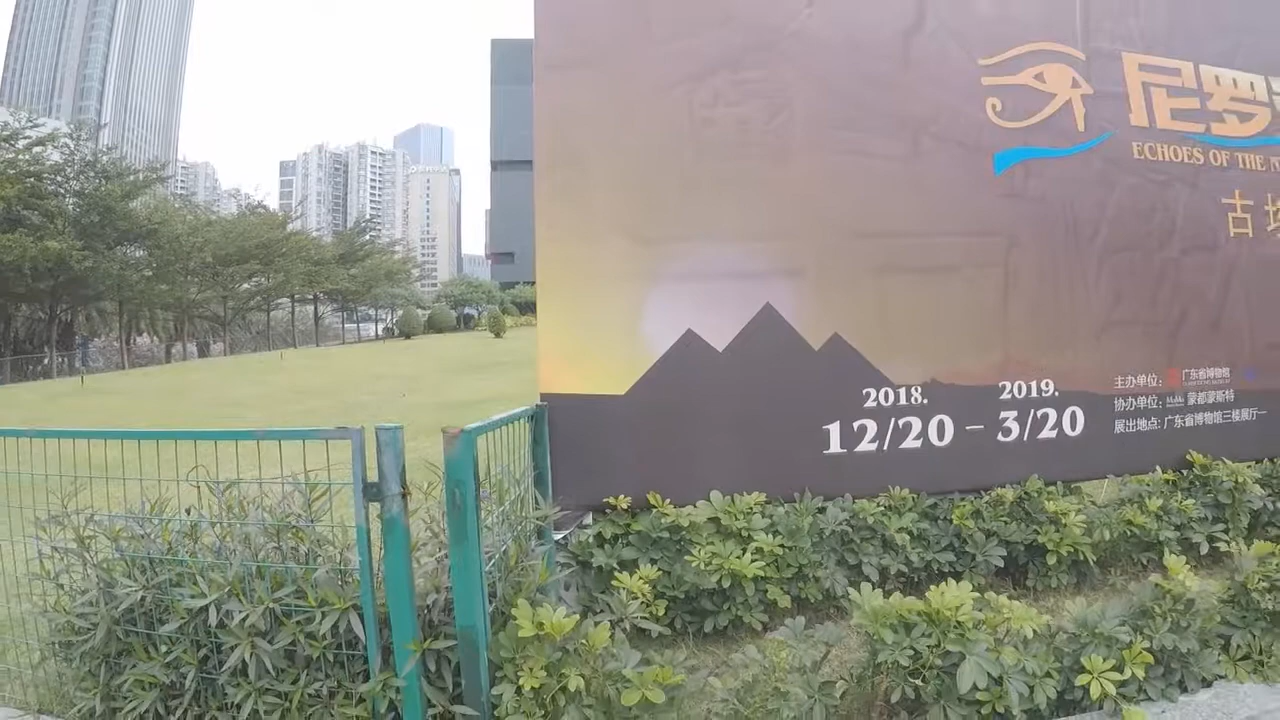 尼罗
ECHOES OF THE
古
2018.
12/20 – 3/20
2019.
主办单位: 广东省博物馆
协办单位: 蒙都蒙斯特
展出地点: 广东省博物馆三楼展厅一